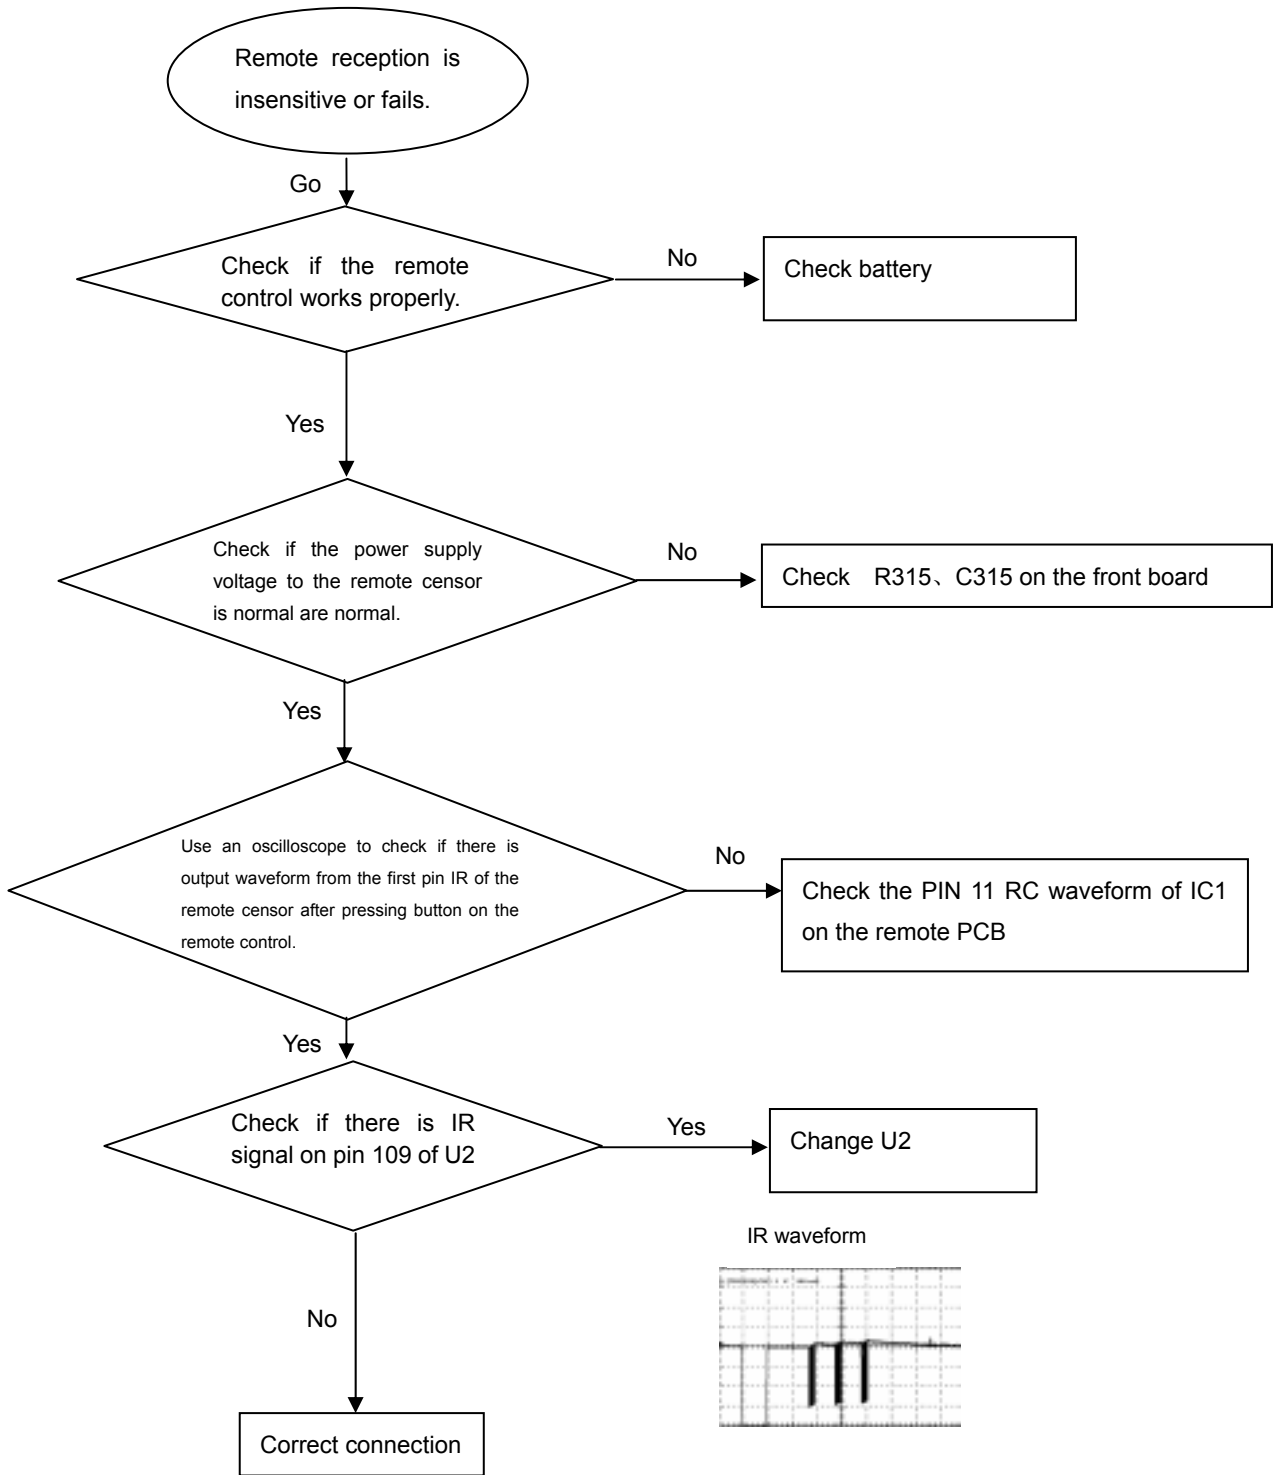 Remote reception is
insensitive or fails.
Go
Check if the remote
control works properly.
No
Check battery
Yes
Check if the power supply
voltage to the remote censor
is normal are normal.
No
Check R315、C315 on the front board
Yes
Use an oscilloscope to check if there is
output waveform from the first pin IR of the
remote censor after pressing button on the
remote control.
No
Check the PIN 11 RC waveform of IC1
on the remote PCB
Yes
Check if there is IR
signal on pin 109 of U2
Yes
Change U2
IR waveform
No
Correct connection